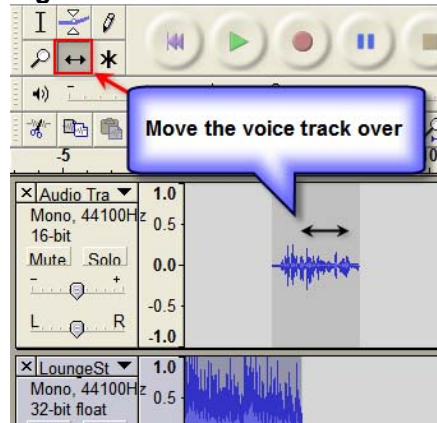 Move the voice track over
-5
Audio Tra
1.0
Mono, 44100Hz
16-bit
0.5
Mute Solo
0.0
- +
-0.5
L R
-1.0
LoungeSt
1.0
Mono, 44100Hz
0.5
32-bit float